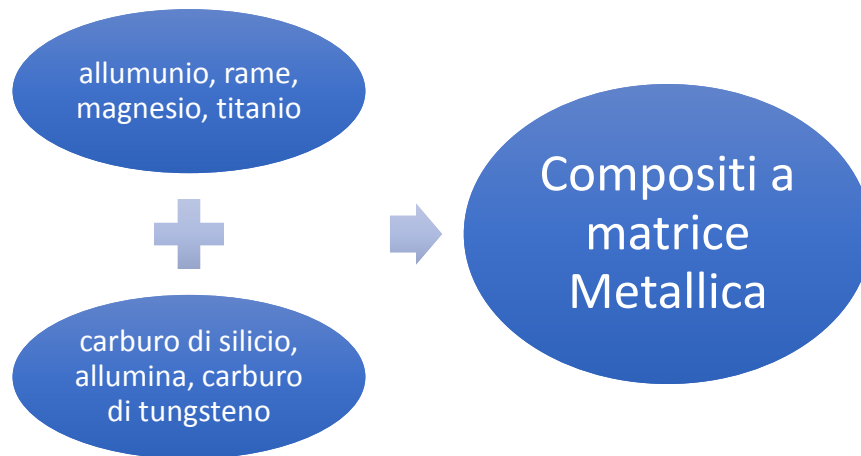 allumunio, rame,
magnesio, titanio
carburo di silicio,
allumina, carburo
di tungsteno
Compositi a
matrice
Metallica